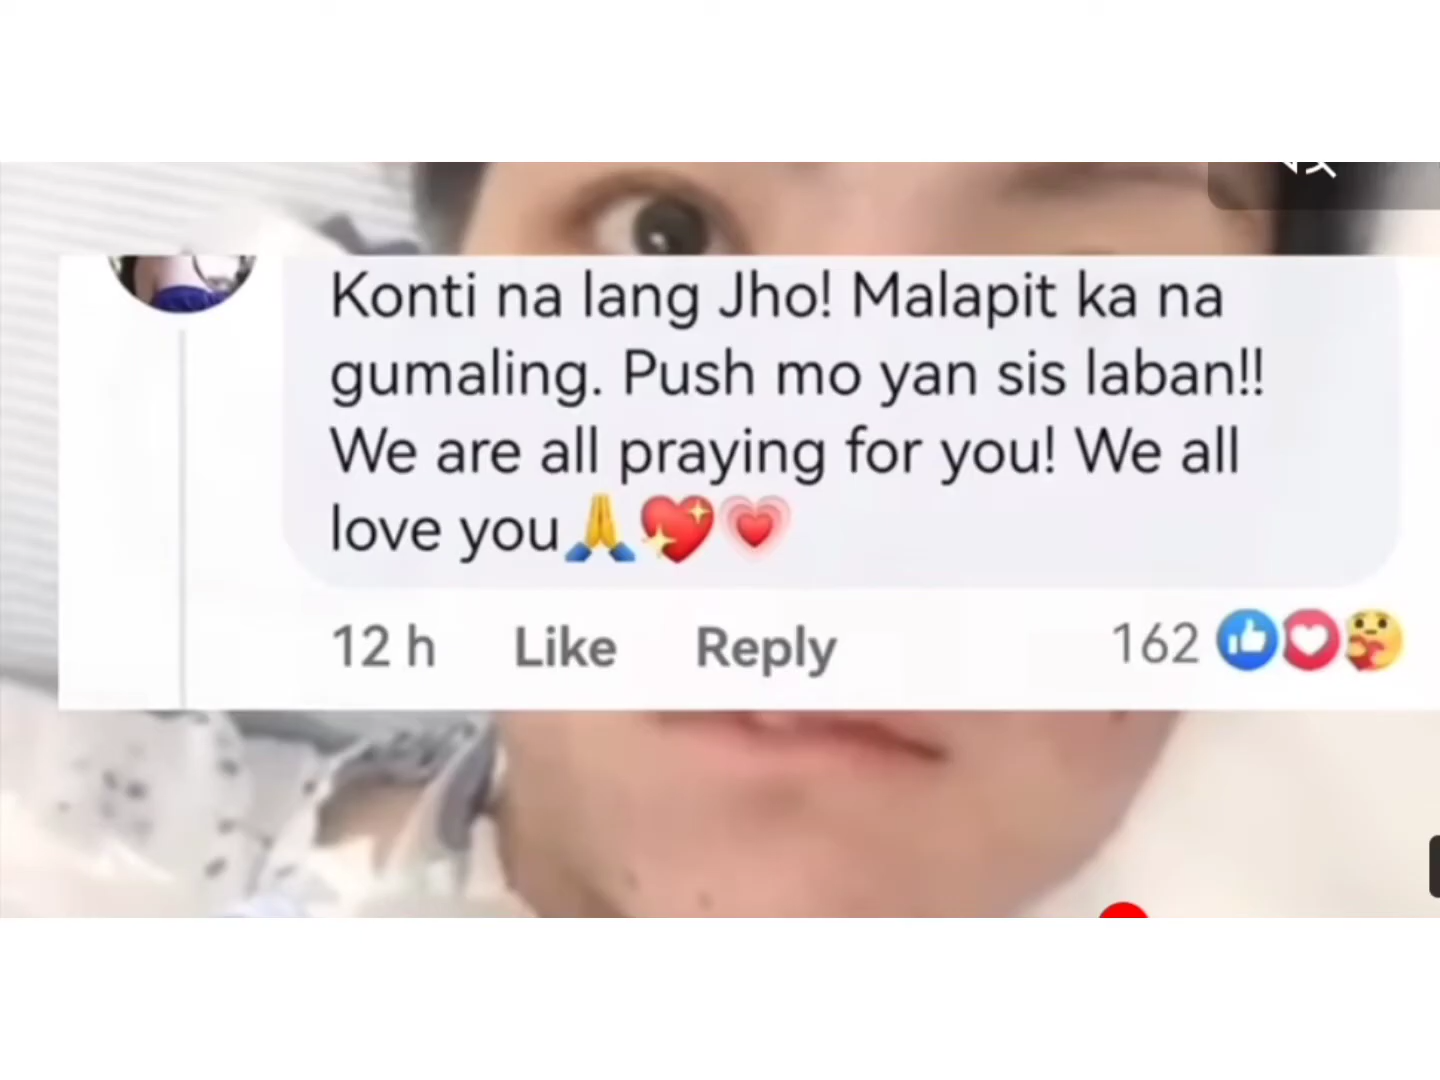 Konti na lang Jho! Malapit ka na
gumaling. Push mo yan sis laban!!
We are all praying for you! We all
love you🙏💖💗
12 h Like Reply 162